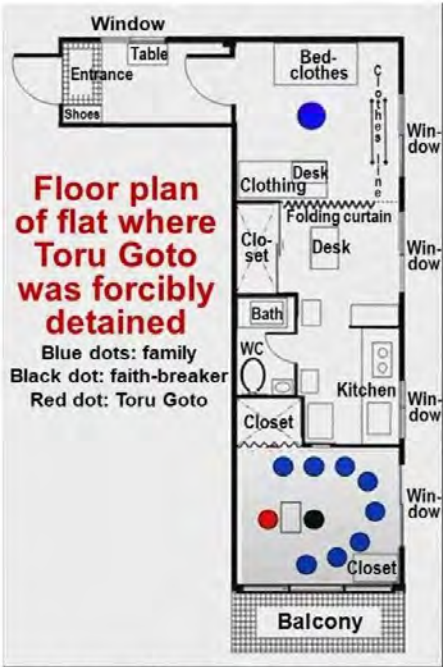 Window
Table
Entrance
Shoes
Bed-
clothes
Clothes line
Win-
dow
Desk
Clothing
Folding curtain
Floor plan
of flat where
Toru Goto
was forcibly
detained
Blue dots: family
Black dot: faith-breaker
Red dot: Toru Goto
Clo-
set
Desk
Win-
dow
Bath
WC
Kitchen
Win-
dow
Closet
Win-
dow
Closet
Balcony